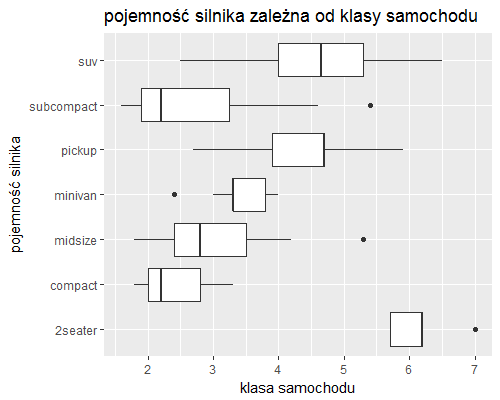 pojemność silnika zależna od klasy samochodu
pojemność silnika
suv
subcompact
pickup
minivan
midsize
compact
2seater
2 3 4 5 6 7
klasa samochodu